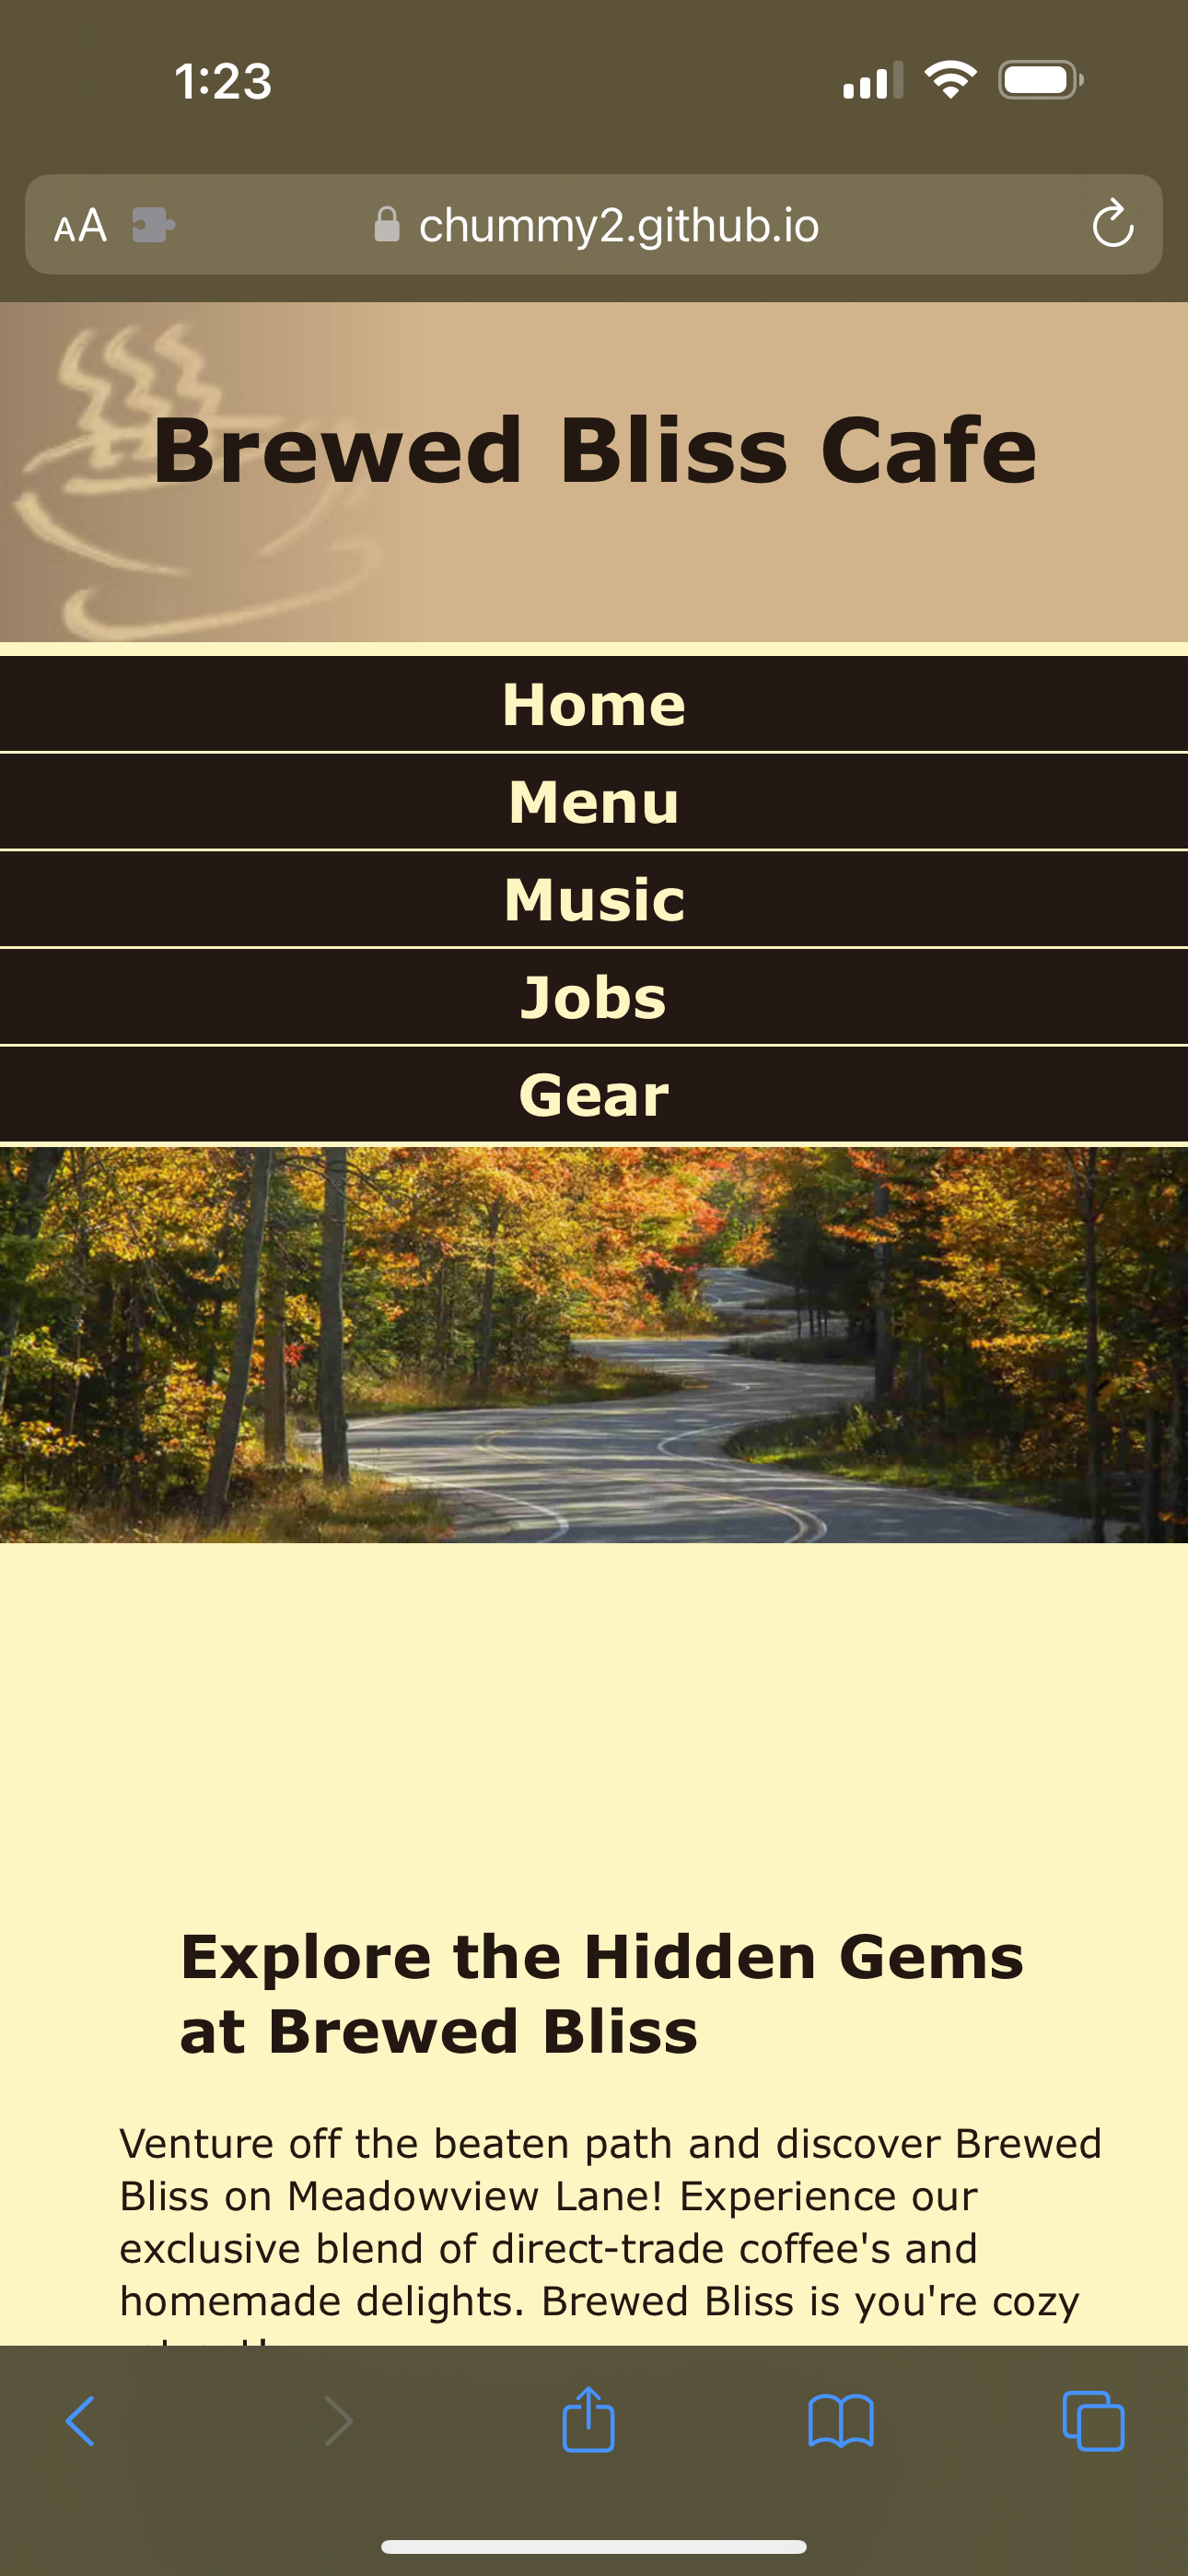 1:23
AA
chummy2.github.io
Brewed Bliss Cafe
Home
Menu
Music
Jobs
Gear
Explore the Hidden Gems
at Brewed Bliss
Venture off the beaten path and discover Brewed
Bliss on Meadowview Lane! Experience our
exclusive blend of direct-trade coffee's and
homemade delights. Brewed Bliss is you're cozy